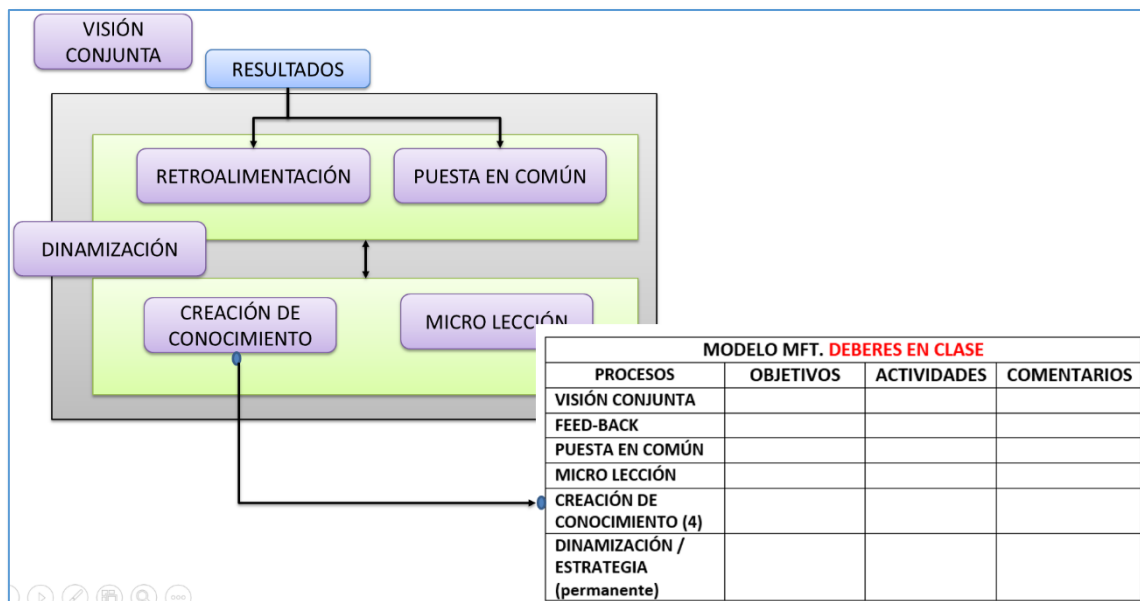 VISIÓN
CONJUNTA
RESULTADOS
RETROALIMENTACIÓN
PUESTA EN COMÚN
DINAMIZACIÓN
CREACIÓN DE
CONOCIMIENTO
MICRO LECCIÓN
MODELO MFT. DEBERES EN CLASE
PROCESOS OBJETIVOS ACTIVIDADES COMENTARIOS
VISIÓN CONJUNTA
FEED-BACK
PUESTA EN COMÚN
MICRO LECCIÓN
CREACIÓN DE
CONOCIMIENTO (4)
DINAMIZACIÓN /
ESTRATEGIA
(permanente)